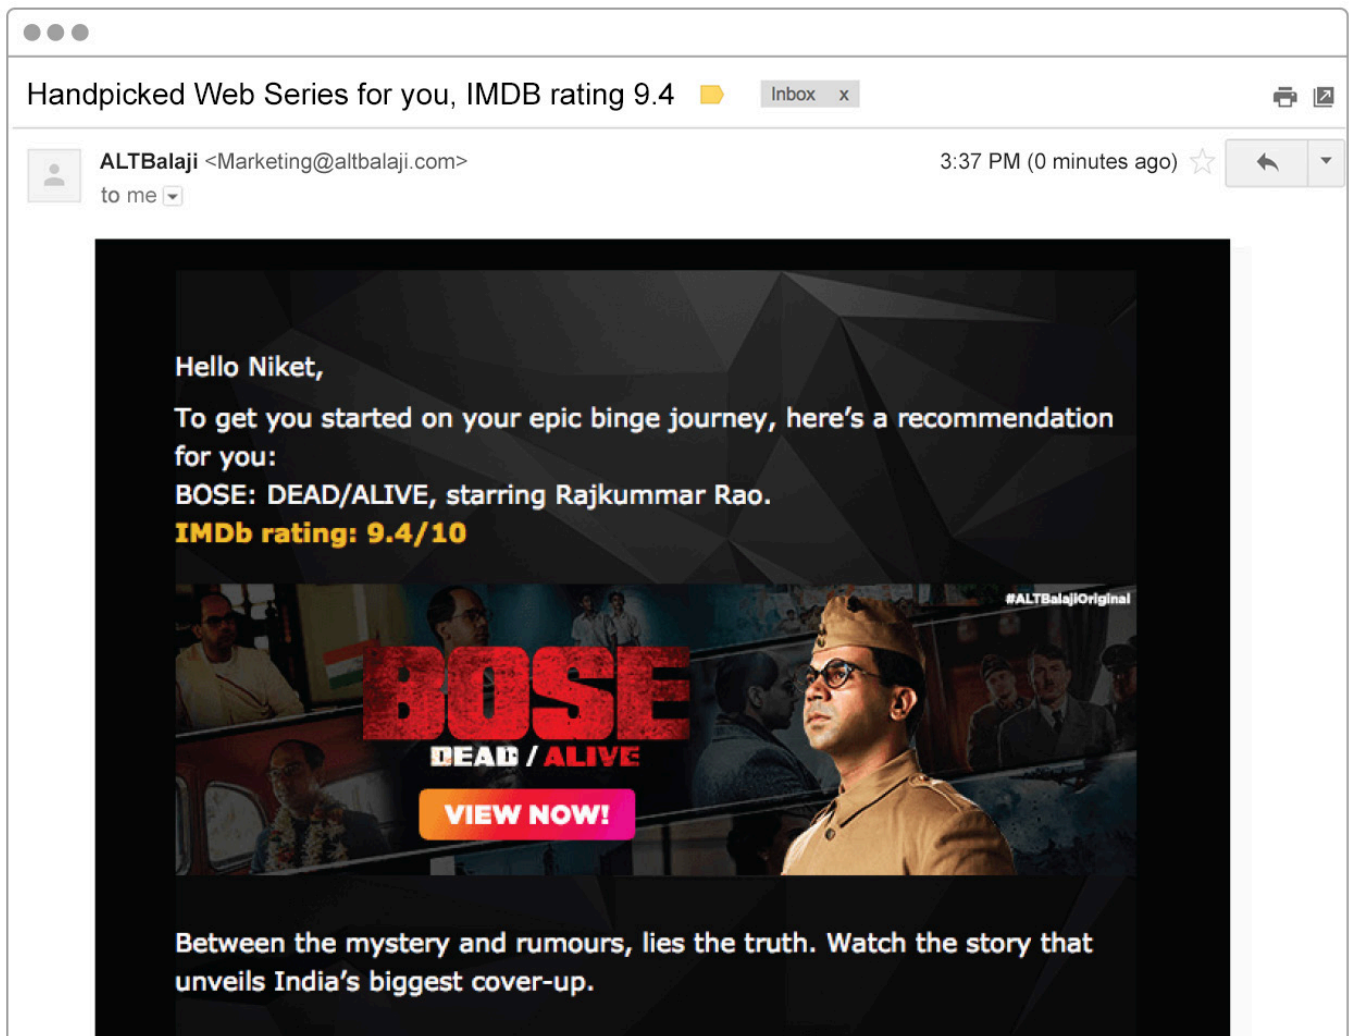 Handpicked Web Series for you, IMDB rating 9.4
Inbox x
ALTBalaji <Marketing@altbalaji.com>
3:37 PM (0 minutes ago)
to me
Hello Niket,
To get you started on your epic binge journey, here’s a recommendation
for you:
BOSE: DEAD/ALIVE, starring Rajkummar Rao.
IMDb rating: 9.4/10
#ALTBalajiOriginal
BOSE
DEAD / ALIVE
VIEW NOW!
Between the mystery and rumours, lies the truth. Watch the story that
unveils India’s biggest cover-up.